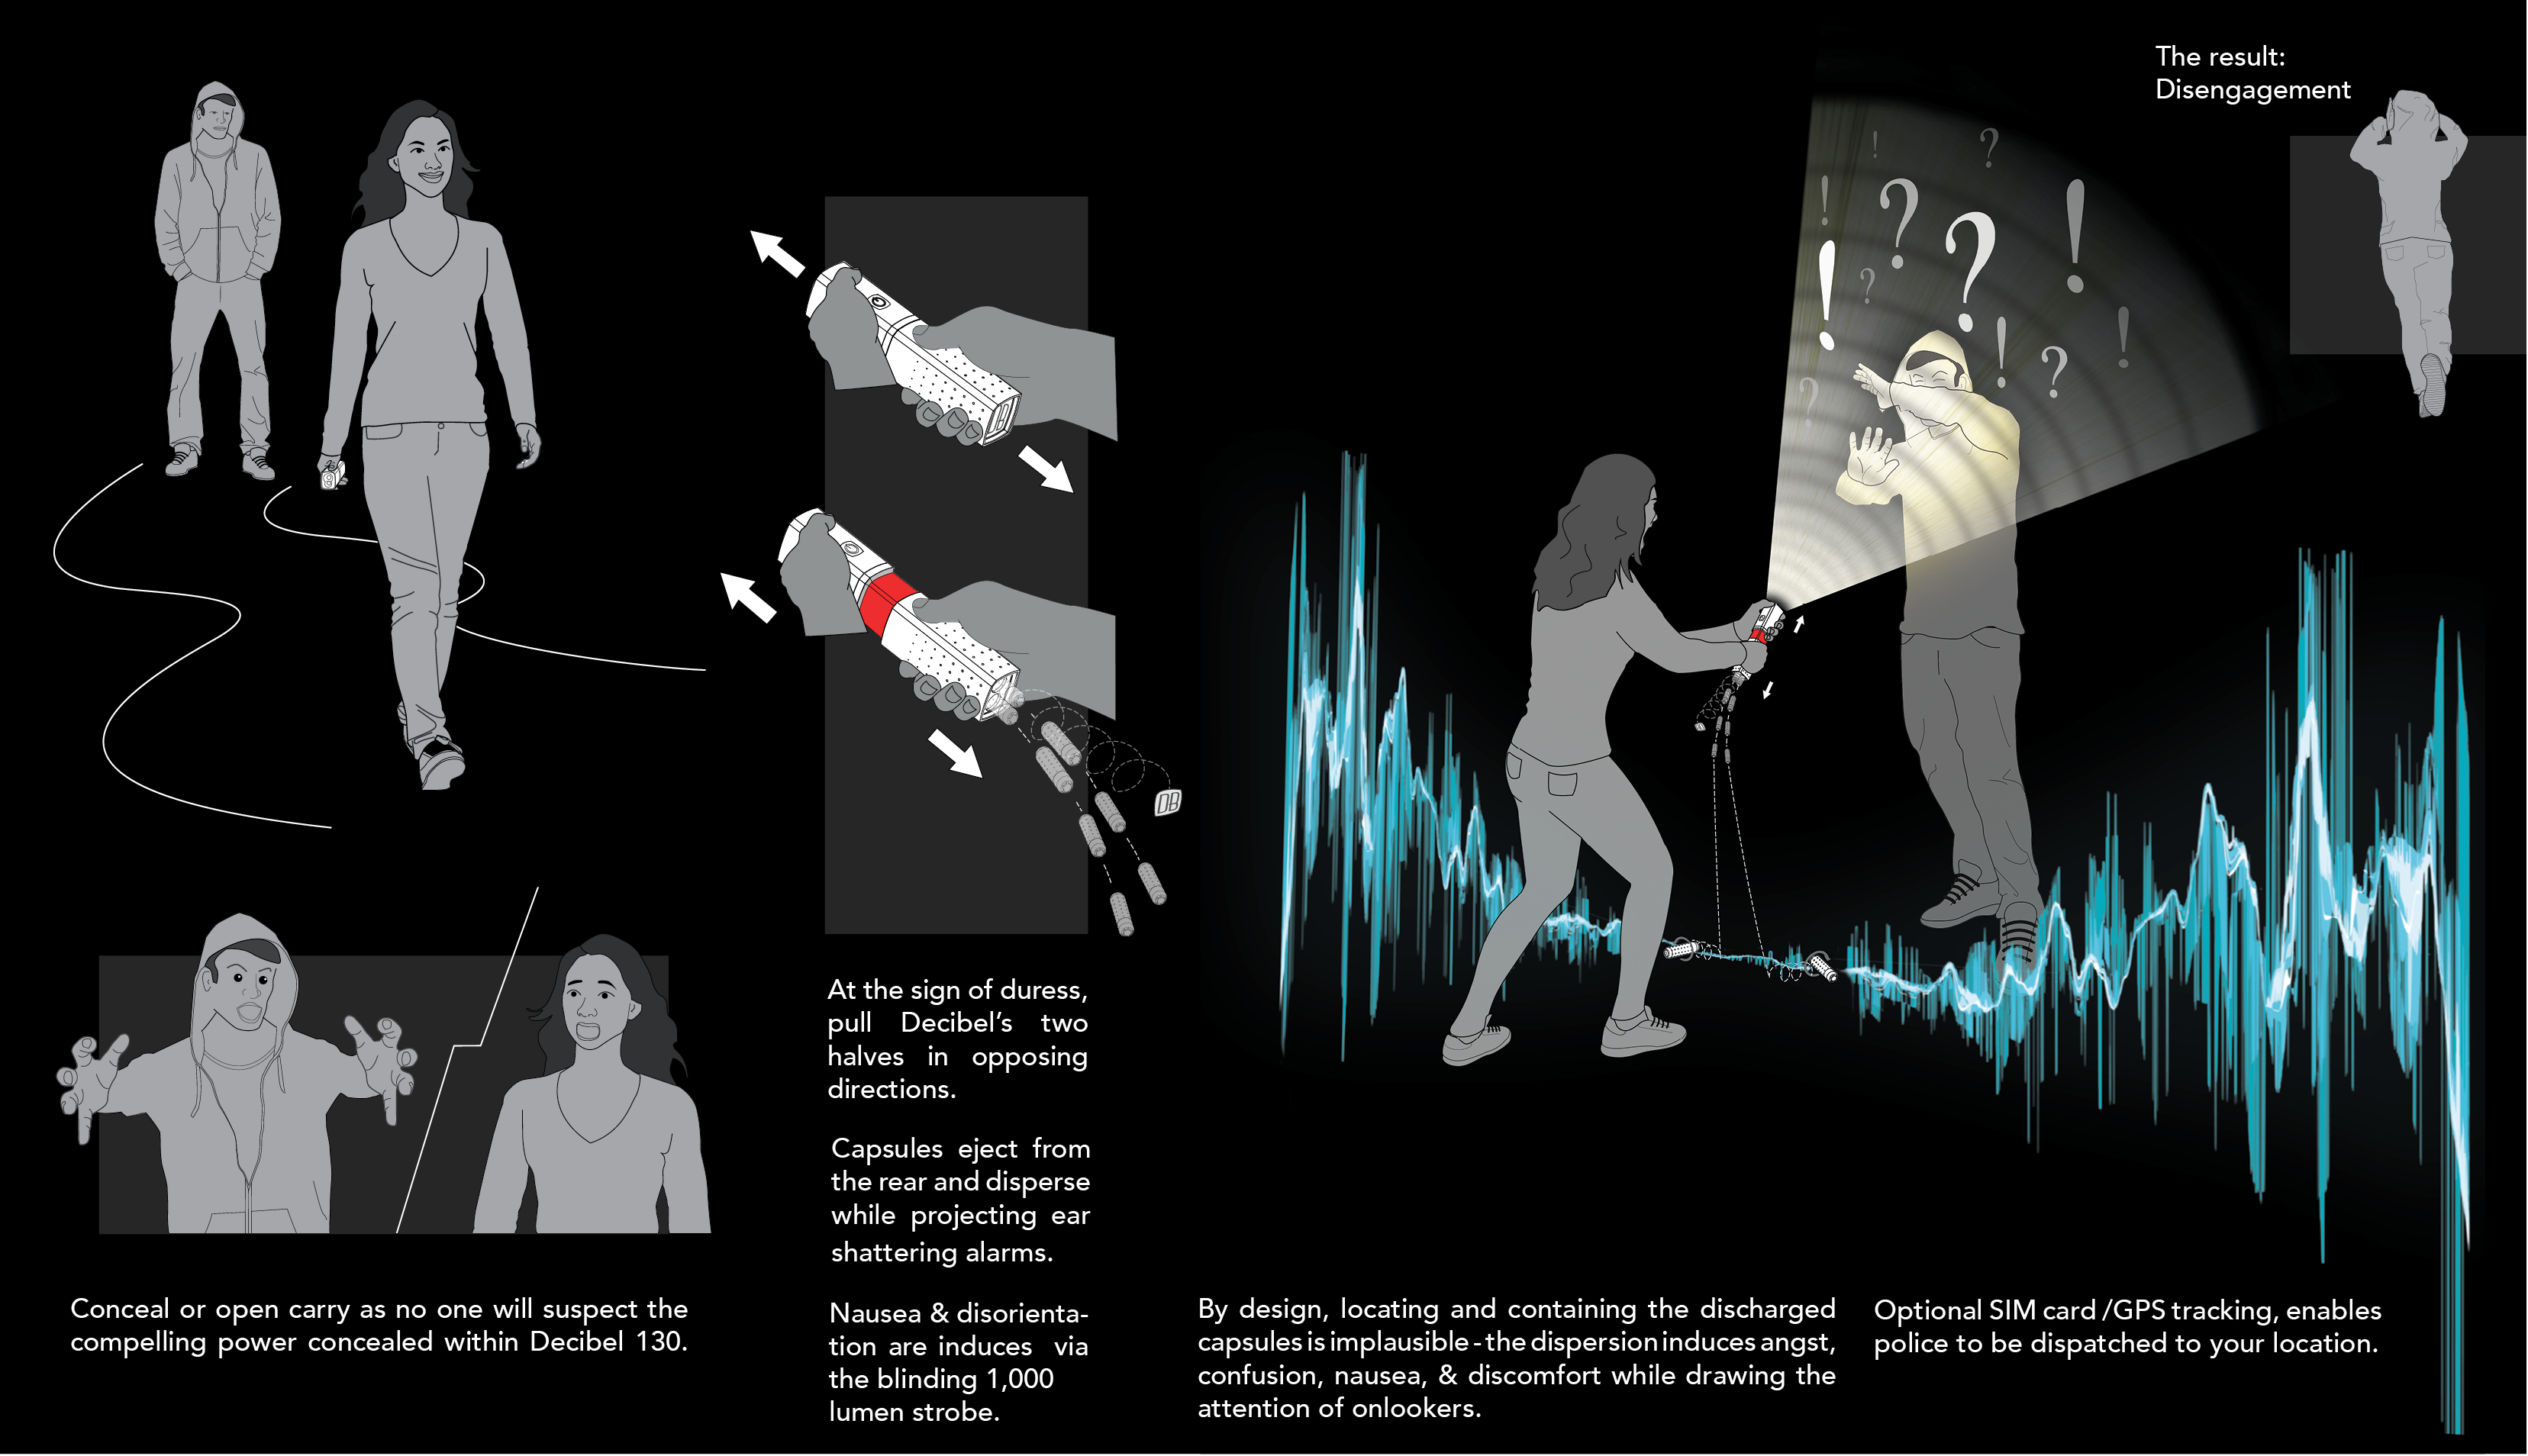 The result:
Disengagement
DB
At the sign of duress,
pull Decibel's two
halves in opposing
directions.
Capsules eject from
the rear and disperse
while projecting ear
shattering alarms.
Nausea & disorienta-
tion are induces via
the blinding 1,000
lumen strobe.
Conceal or open carry as no one will suspect the
compelling power concealed within Decibel 130.
By design, locating and containing the discharged
capsules is implausible - the dispersion induces angst,
confusion, nausea, & discomfort while drawing the
attention of onlookers.
Optional SIM card /GPS tracking, enables
police to be dispatched to your location.
! ? ! ? ! ? ! ? ? ! ! ? ?